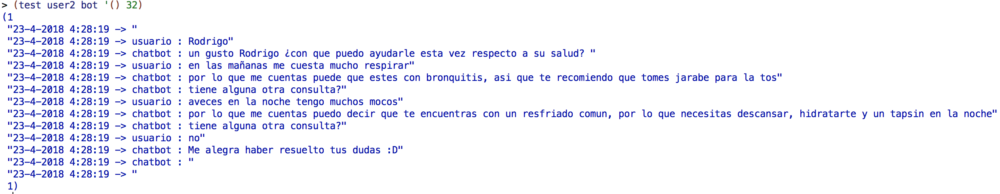 > (test user2 bot '() 32)
(1
"23-4-2018 4:28:19 -> "
"23-4-2018 4:28:19 -> usuario : Rodrigo"
"23-4-2018 4:28:19 -> chatbot : un gusto Rodrigo ¿con que puedo ayudarle esta vez respecto a su salud? "
"23-4-2018 4:28:19 -> usuario : en las mañanas me cuesta mucho respirar"
"23-4-2018 4:28:19 -> chatbot : por lo que me cuentas puede que estes con bronquitis, asi que te recomiendo que tomes jarabe para la tos"
"23-4-2018 4:28:19 -> chatbot : tiene alguna otra consulta?"
"23-4-2018 4:28:19 -> usuario : aveces en la noche tengo muchos mocos"
"23-4-2018 4:28:19 -> chatbot : por lo que me cuentas puedo decir que te encuentras con un resfriado comun, por lo que necesitas descansar, hidratarte y un tapsin en la noche"
"23-4-2018 4:28:19 -> chatbot : tiene alguna otra consulta?"
"23-4-2018 4:28:19 -> usuario : no"
"23-4-2018 4:28:19 -> chatbot : Me alegra haber resuelto tus dudas :D"
"23-4-2018 4:28:19 -> chatbot : "
"23-4-2018 4:28:19 -> "
1)